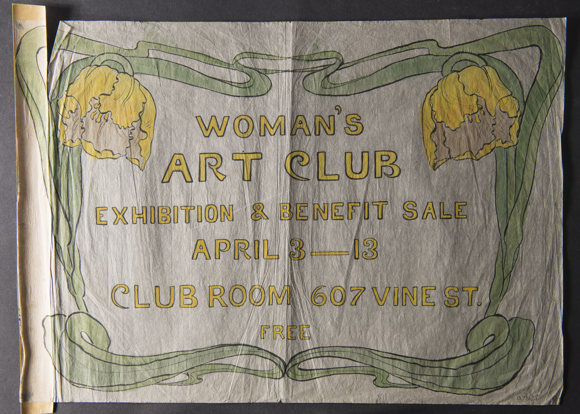 WOMAN'S
ART CLUB
EXHIBITION & BENEFIT SALE
APRIL 3—13
CLUB ROOM 607 VINE ST.
FREE